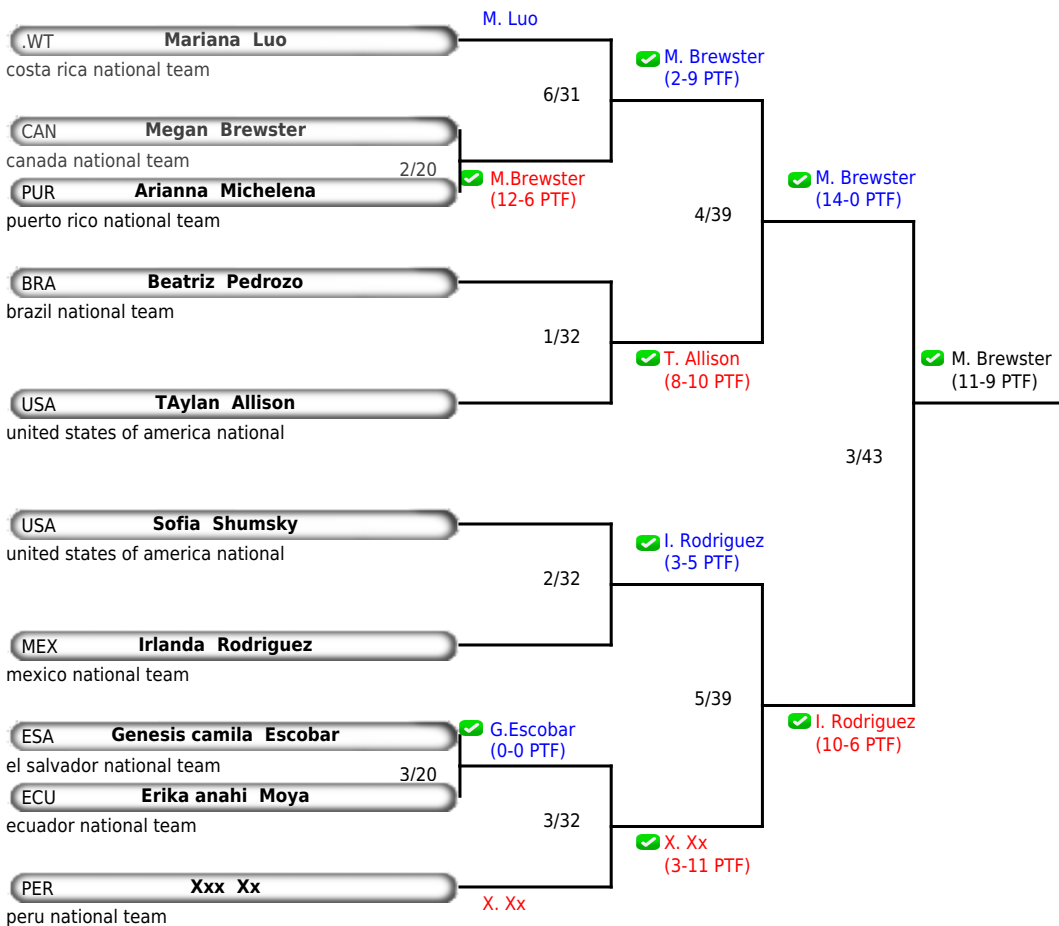 M. Luo
.WT Mariana Luo
costa rica national team
M. Brewster
(2-9 PTF)
6/31
CAN Megan Brewster
canada national team
2/20
M.Brewster
(12-6 PTF)
PUR Arianna Michelena
puerto rico national team
M. Brewster
(14-0 PTF)
4/39
BRA Beatriz Pedrozo
brazil national team
1/32
T. Allison
(8-10 PTF)
M. Brewster
(11-9 PTF)
USA TAylan Allison
united states of america national
3/43
USA Sofia Shumsky
united states of america national
I. Rodriguez
(3-5 PTF)
2/32
MEX Irlanda Rodriguez
mexico national team
5/39
I. Rodriguez
(10-6 PTF)
ESA Genesis camila Escobar
el salvador national team
G.Escobar
(0-0 PTF)
3/20
ECU Erika anahi Moya
ecuador national team
3/32
X. Xx
(3-11 PTF)
PER Xxx Xx
peru national team
X. Xx